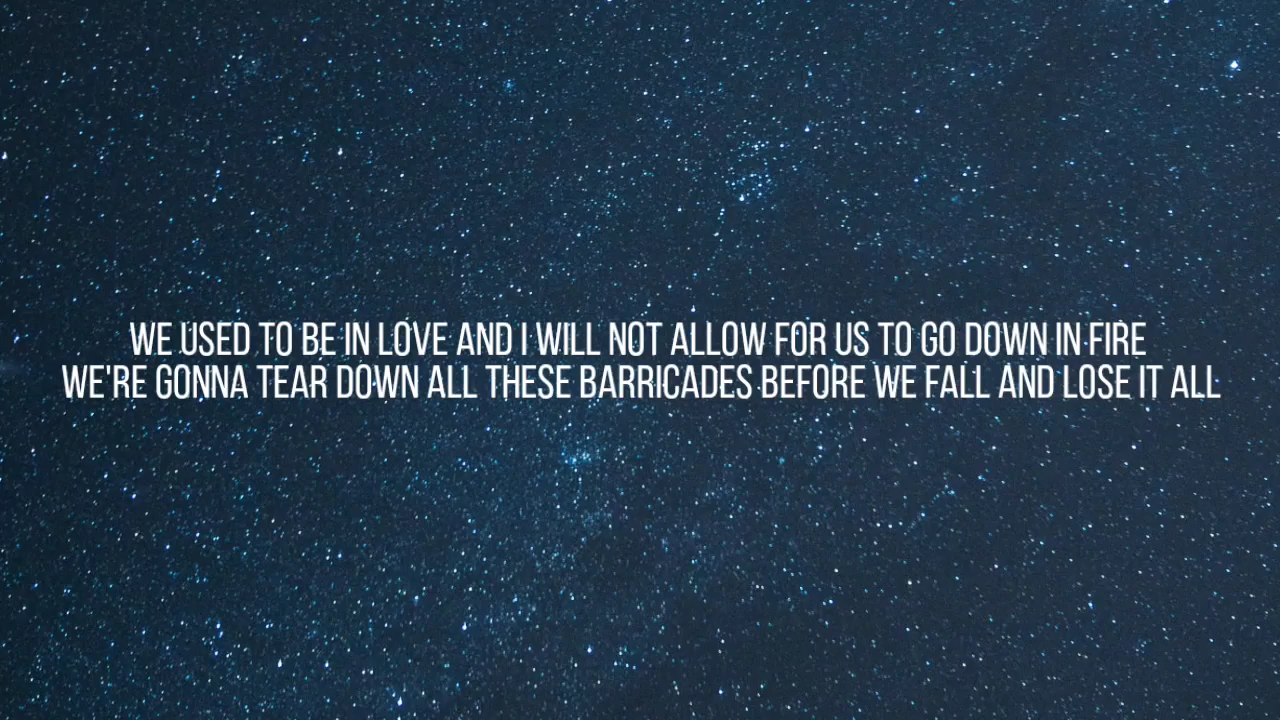 WE USED TO BE IN LOVE AND I WILL NOT ALLOW FOR US TO GO DOWN IN FIRE
WE'RE GONNA TEAR DOWN ALL THESE BARRICADES BEFORE WE FALL AND LOSE IT ALL